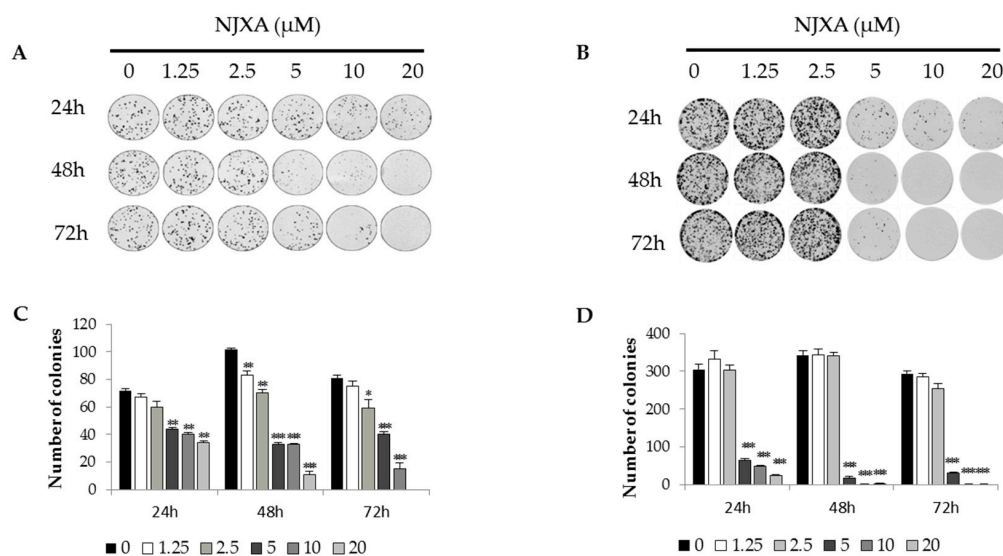 A
NJXA (μM)
0 1.25 2.5 5 10 20
24h
48h
72h
B
NJXA (μM)
0 1.25 2.5 5 10 20
24h
48h
72h
C
Number of colonies
120
100
80
60
40
20
0
** ** **
** ** *** *** ***
* *** ***
24h 48h 72h
0 1.25 2.5 5 10 20
D
Number of colonies
400
300
200
100
0
*** *** ***
*** *** ***
*** *** ***
24h 48h 72h
0 1.25 2.5 5 10 20